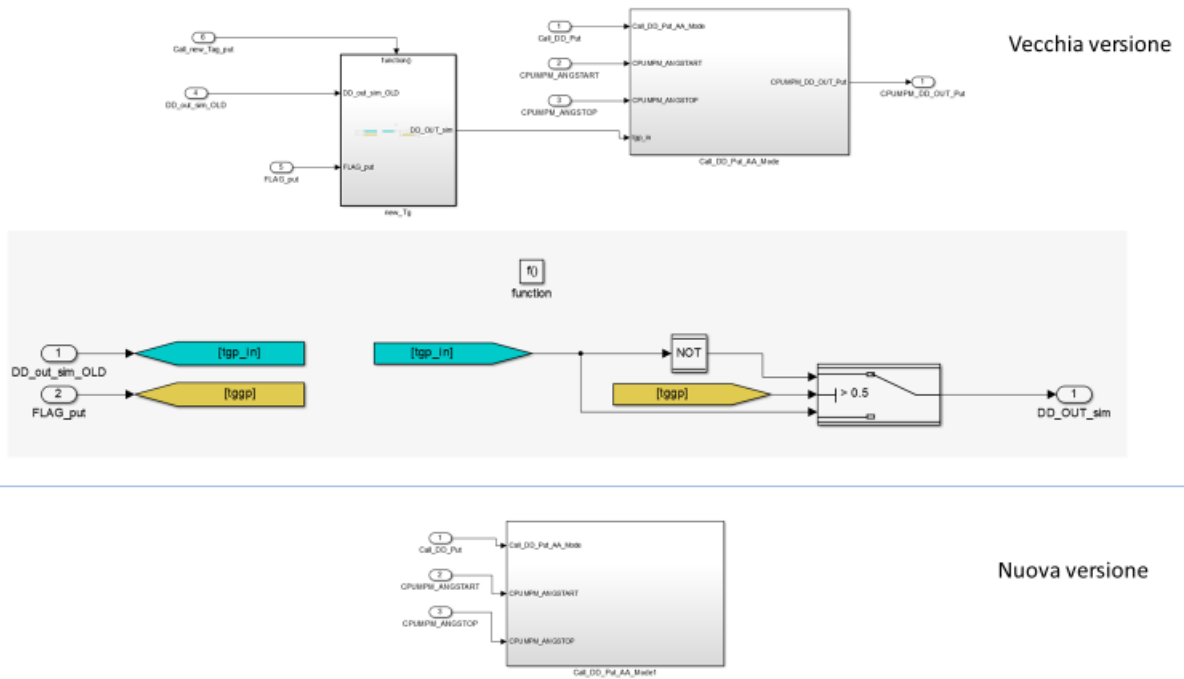 Vecchia versione
6
Call_new_Tag_put
4
DD_out_sim_OLD
5
FLAG_put
function()
DD_out_sim_OLD
DD_OUT_sim
FLAG_put
new_Tg
1
Call_DD_Put
2
CPUMPM_ANGSTART
3
CPUMPM_ANGSTOP
Call_DD_Put_AA_Mode
CPUMPM_ANGSTART
CPUMPM_ANGSTOP
tgp_in
CPUMPM_DD_OUT_Put
Call_DD_Put_AA_Mode
1
CPUMPM_DD_OUT_Put
f()
function
1
DD_out_sim_OLD
2
FLAG_put
[tgp_in]
[tggp]
[tgp_in]
NOT
[tggp]
> 0.5
1
DD_OUT_sim
Nuova versione
1
Call_DD_Put
2
CPUMPM_ANGSTART
3
CPUMPM_ANGSTOP
Call_DD_Put_AA_Mode
CPUMPM_ANGSTART
CPUMPM_ANGSTOP
Call_DD_Put_AA_Mode1